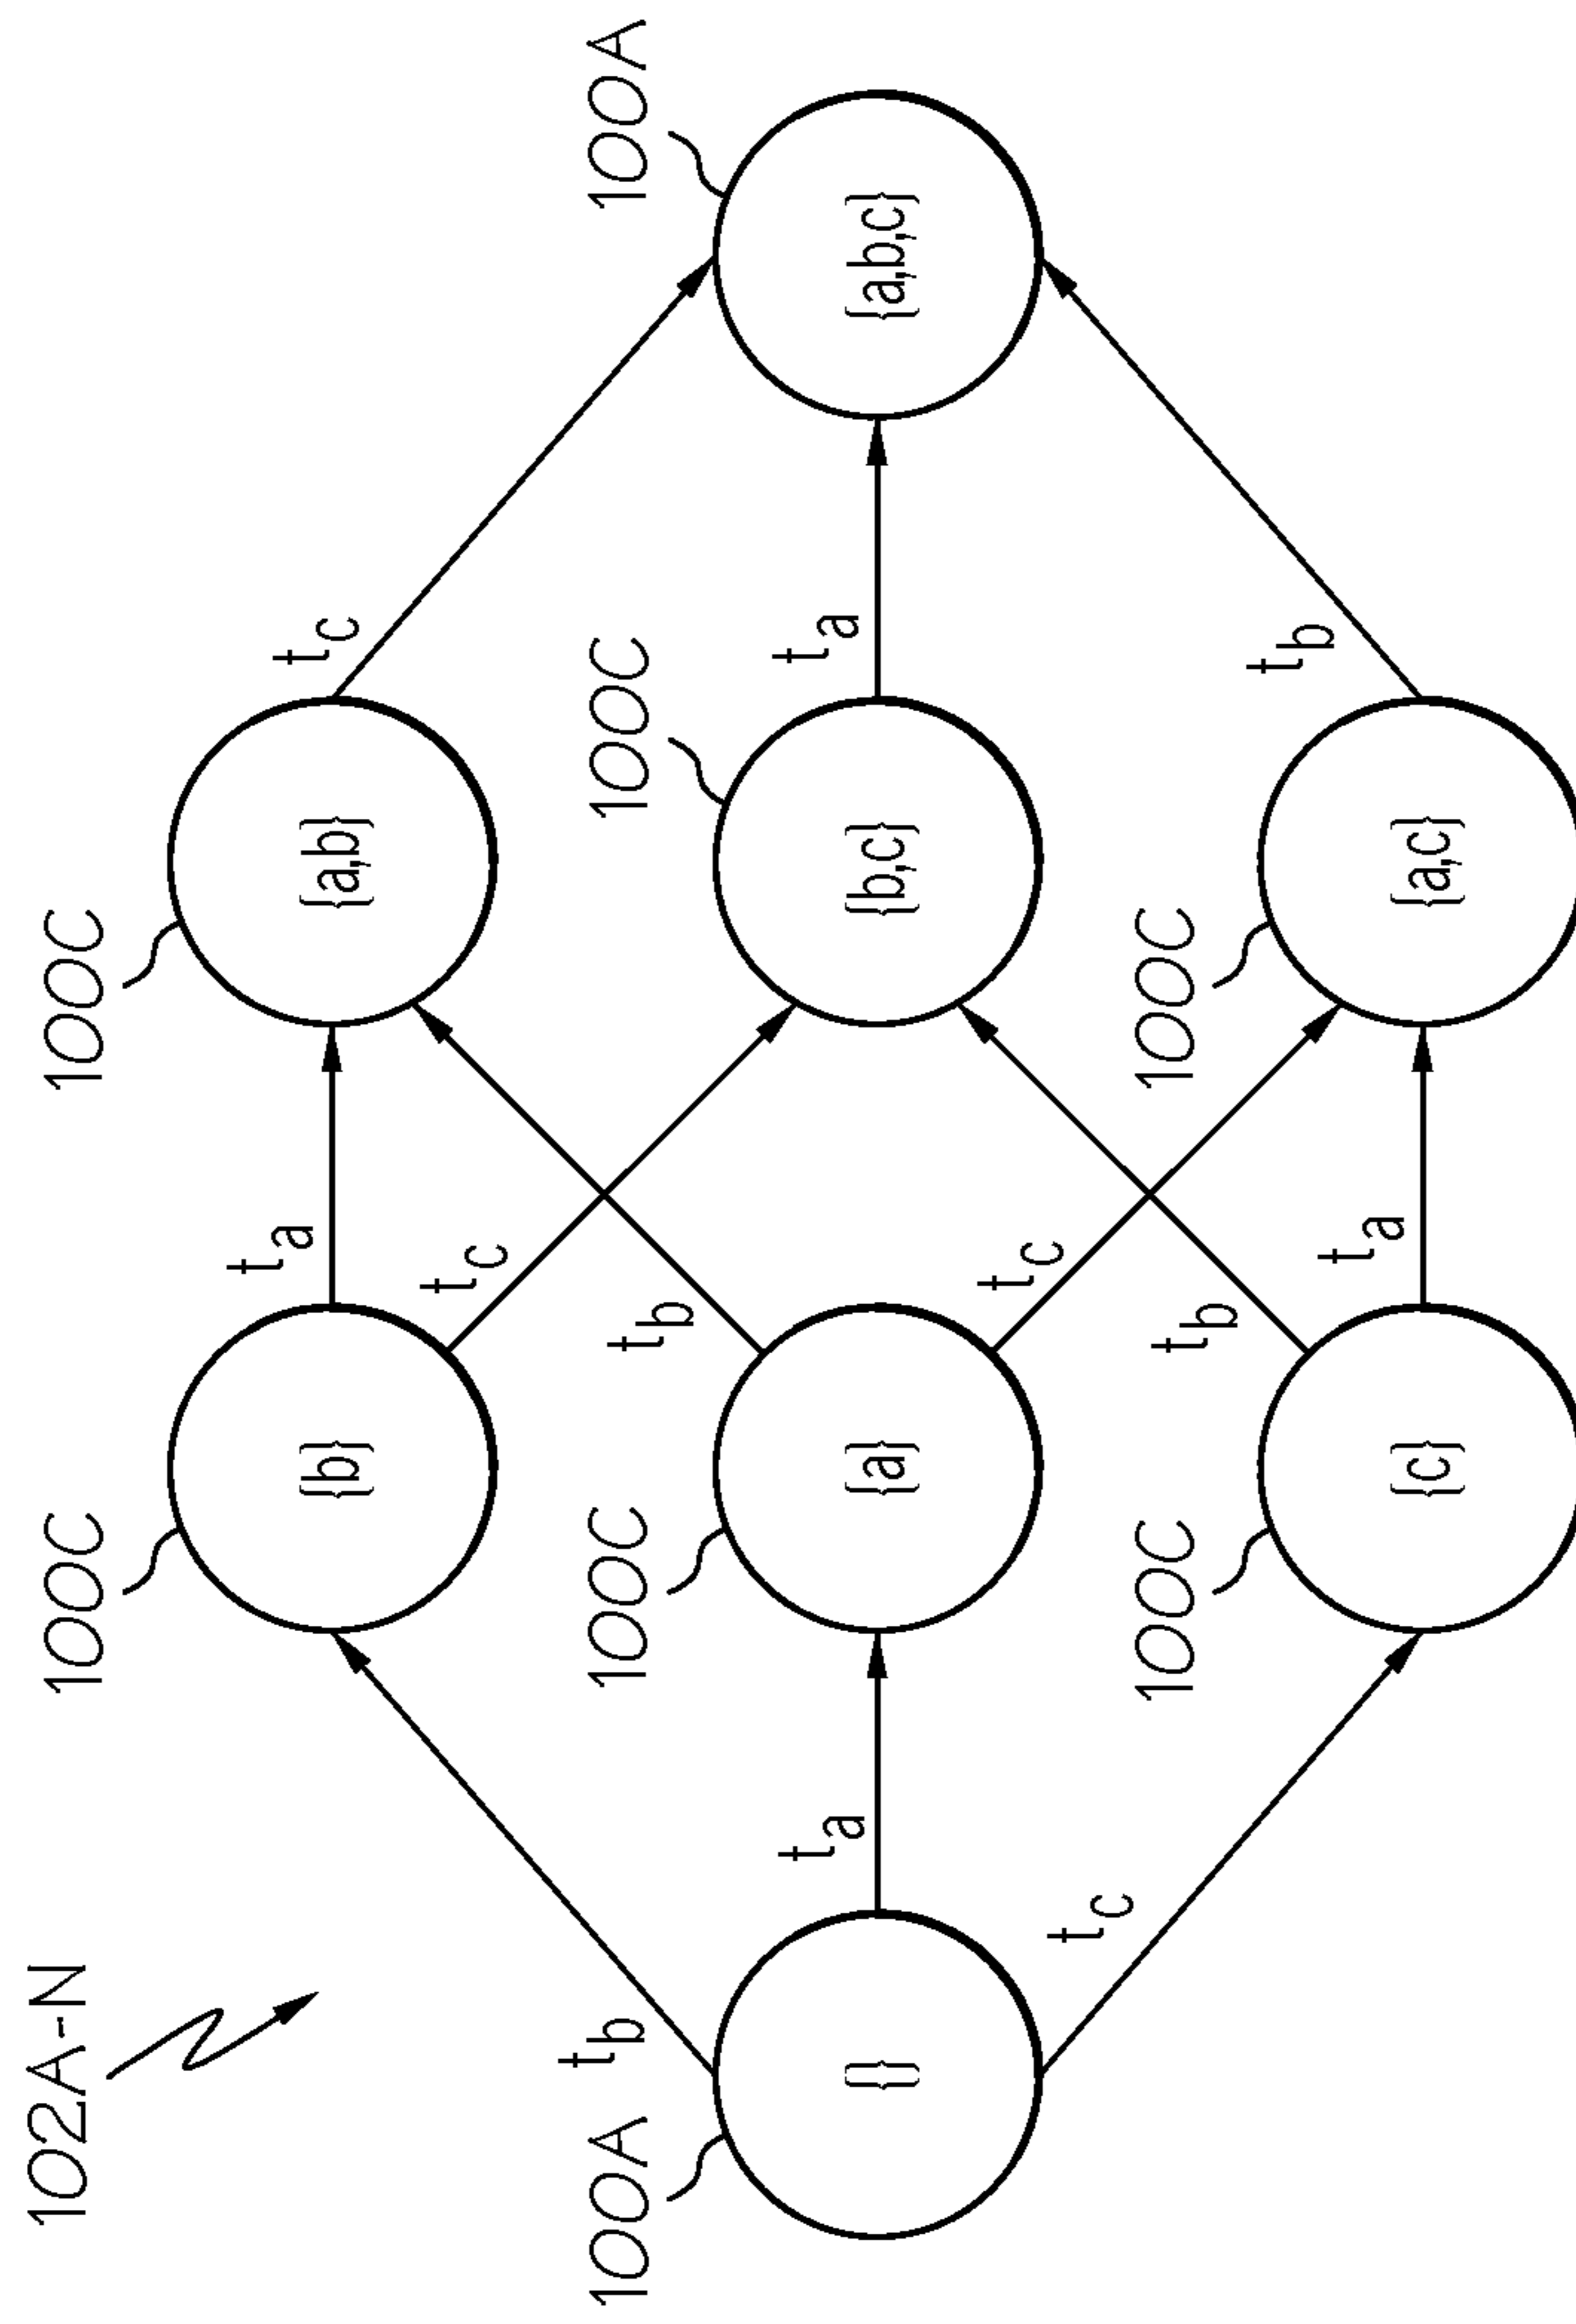 102A-N
100A
{}
t_b
t_a
t_c
100C
{b}
100C
{a}
100C
{c}
t_a
t_c
t_b
t_c
t_b
t_a
100C
{a,b}
100C
{b,c}
100C
{a,c}
t_c
t_a
t_b
100A
{a,b,c}